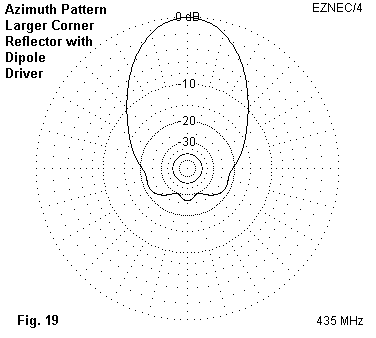 Azimuth Pattern
Larger Corner
Reflector with
Dipole
Driver
0 dB
EZNEC/4
-10
-20
-30
Fig. 19
435 MHz